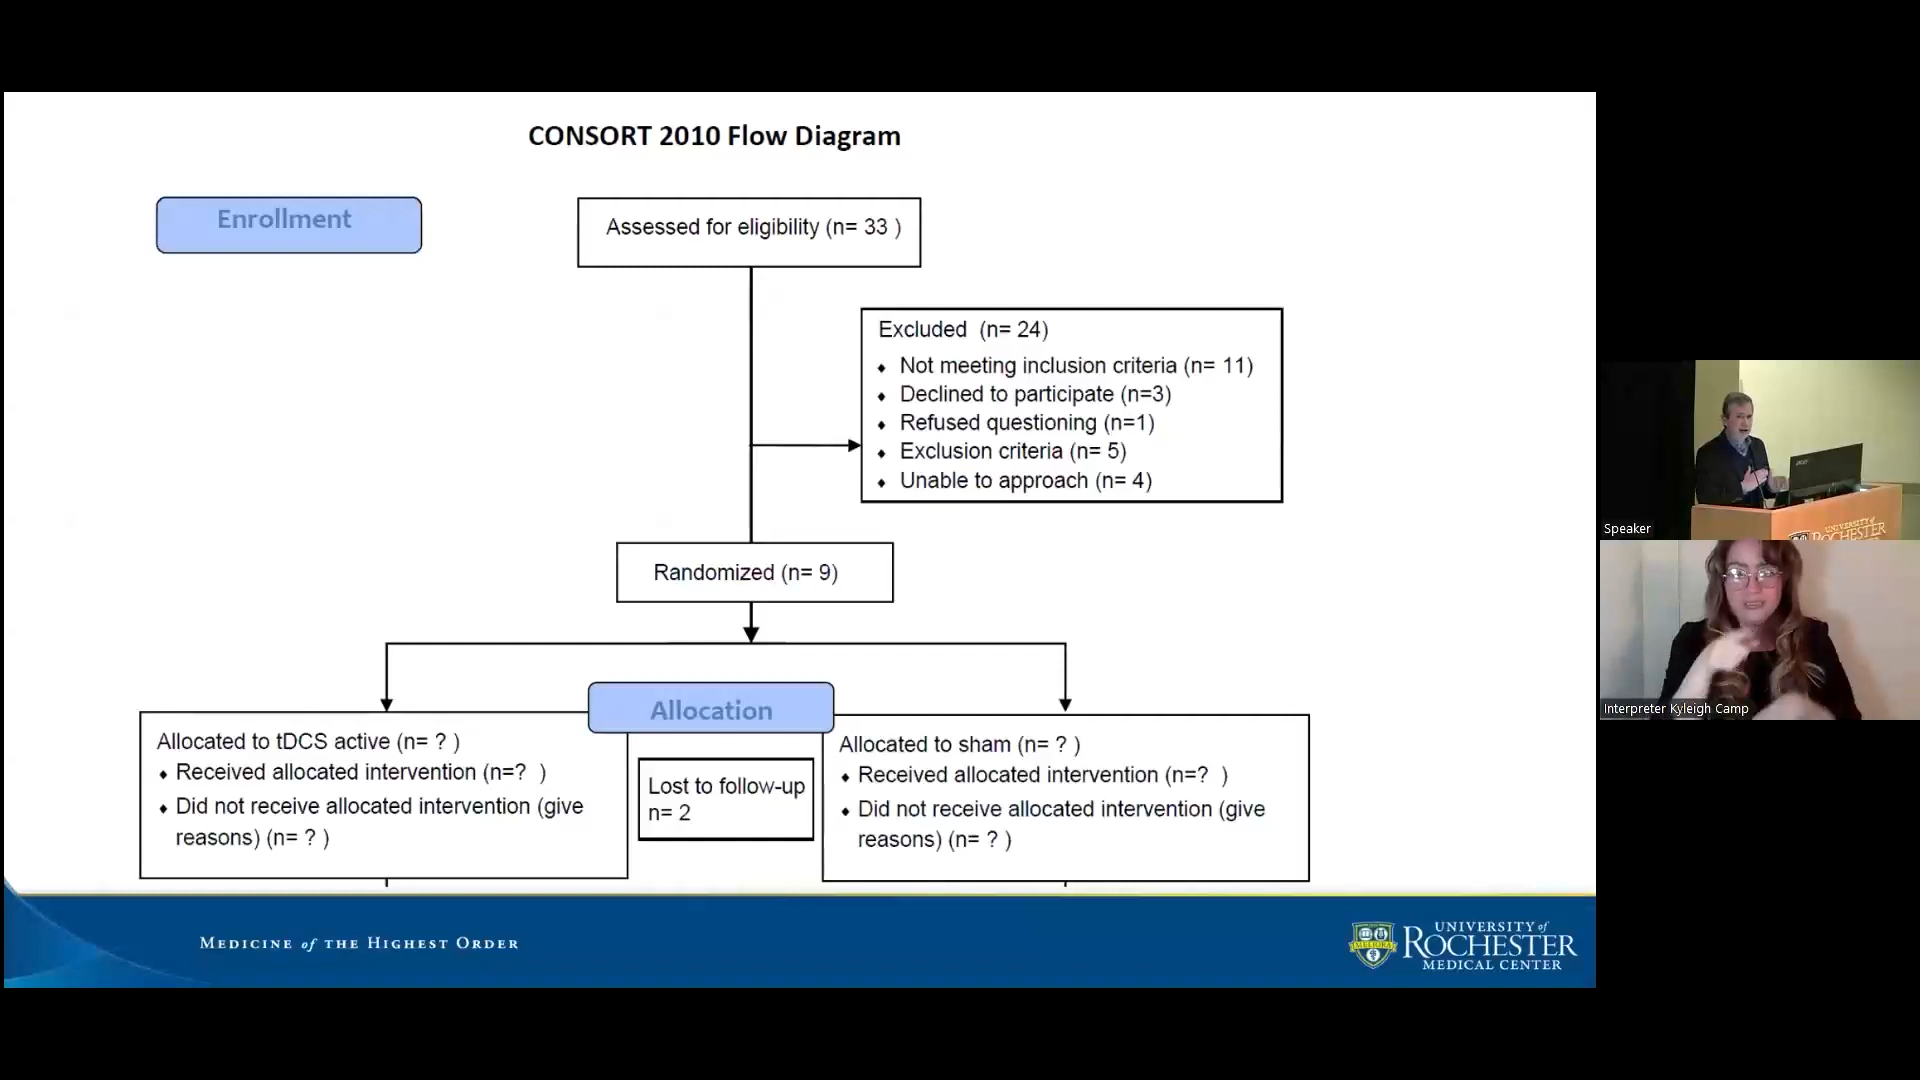 CONSORT 2010 Flow Diagram
Enrollment
Assessed for eligibility (n= 33 )
Excluded (n= 24)
♦ Not meeting inclusion criteria (n= 11)
♦ Declined to participate (n=3)
♦ Refused questioning (n=1)
♦ Exclusion criteria (n= 5)
♦ Unable to approach (n= 4)
Randomized (n= 9)
Allocation
Allocated to tDCS active (n= ? )
♦ Received allocated intervention (n=? )
♦ Did not receive allocated intervention (give
reasons) (n= ? )
Lost to follow-up
n= 2
Allocated to sham (n= ? )
♦ Received allocated intervention (n=? )
♦ Did not receive allocated intervention (give
reasons) (n= ? )
MEDICINE of THE HIGHEST ORDER
MELIORA
UNIVERSITY of
ROCHESTER
MEDICAL CENTER
UNIVERSITY of
ROCHESTER
Speaker
Interpreter Kyleigh Camp